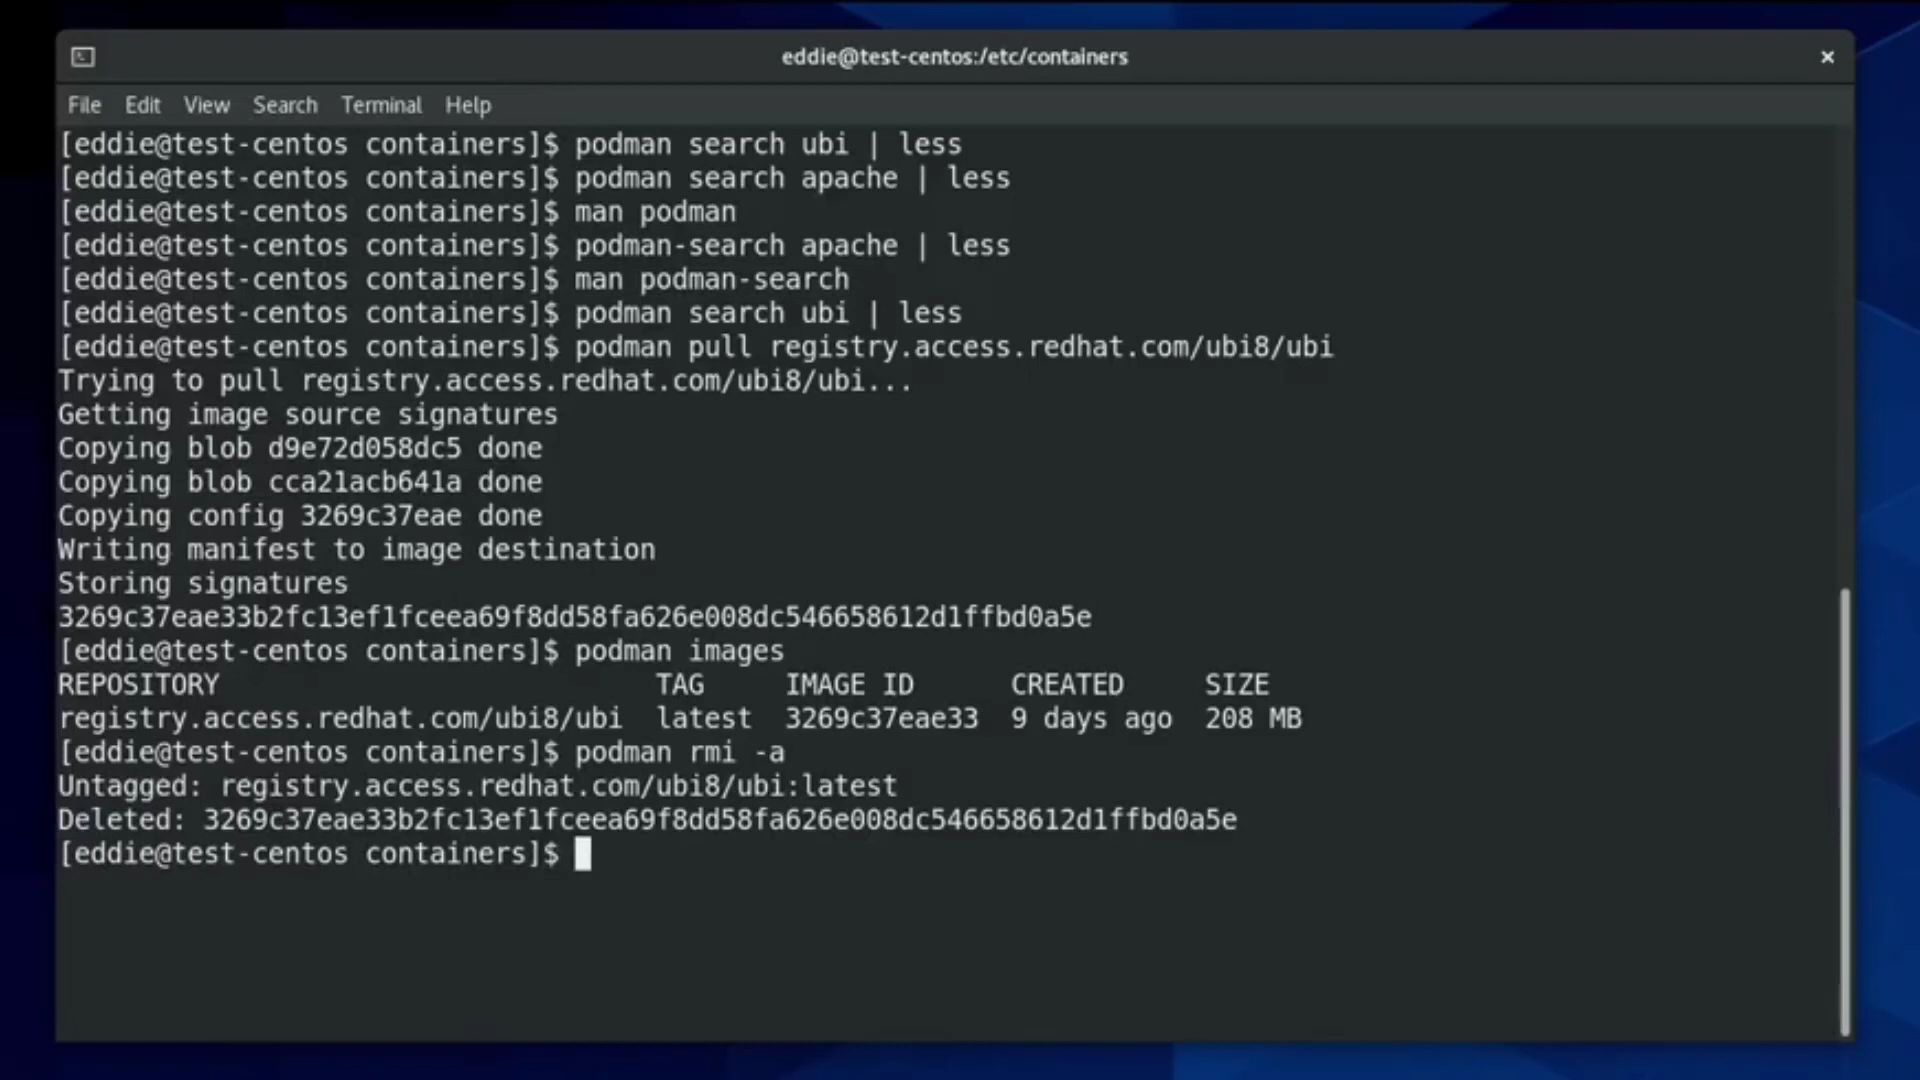 eddie@test-centos:/etc/containers
File Edit View Search Terminal Help
[eddie@test-centos containers]$ podman search ubi | less
[eddie@test-centos containers]$ podman search apache | less
[eddie@test-centos containers]$ man podman
[eddie@test-centos containers]$ podman-search apache | less
[eddie@test-centos containers]$ man podman-search
[eddie@test-centos containers]$ podman search ubi | less
[eddie@test-centos containers]$ podman pull registry.access.redhat.com/ubi8/ubi
Trying to pull registry.access.redhat.com/ubi8/ubi...
Getting image source signatures
Copying blob d9e72d058dc5 done
Copying blob cca21acb641a done
Copying config 3269c37eae done
Writing manifest to image destination
Storing signatures
3269c37eae33b2fc13ef1fceea69f8dd58fa626e008dc546658612d1ffbd0a5e
[eddie@test-centos containers]$ podman images
REPOSITORY TAG IMAGE ID CREATED SIZE
registry.access.redhat.com/ubi8/ubi latest 3269c37eae33 9 days ago 208 MB
[eddie@test-centos containers]$ podman rmi -a
Untagged: registry.access.redhat.com/ubi8/ubi:latest
Deleted: 3269c37eae33b2fc13ef1fceea69f8dd58fa626e008dc546658612d1ffbd0a5e
[eddie@test-centos containers]$